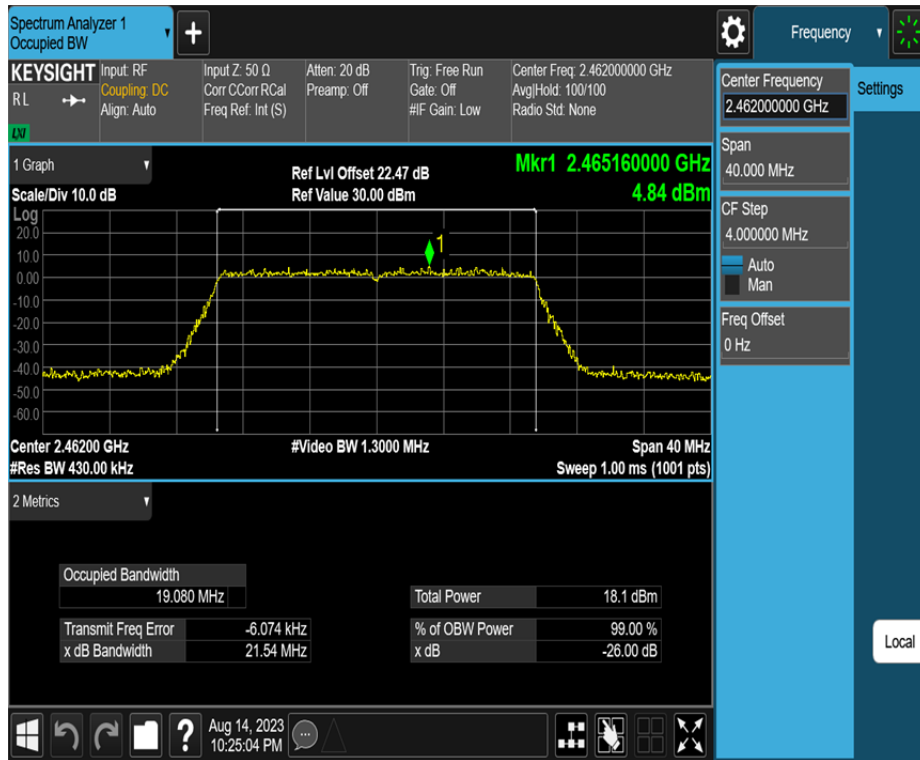 Spectrum Analyzer 1
Occupied BW
+
Frequency
KEYSIGHT
R L
LXI
Input: RF
Coupling: DC
Align: Auto
Input Z: 50 Ω
Corr CCorr RCal
Freq Ref: Int (S)
Atten: 20 dB
Preamp: Off
Trig: Free Run
Gate: Off
#IF Gain: Low
Center Freq: 2.462000000 GHz
Avg|Hold: 100/100
Radio Std: None
Center Frequency
2.462000000 GHz
Settings
Span
40.000 MHz
CF Step
4.000000 MHz
Auto
Man
Freq Offset
0 Hz
Local
1 Graph
Scale/Div 10.0 dB
Ref Lvl Offset 22.47 dB
Ref Value 30.00 dBm
Mkr1 2.465160000 GHz
4.84 dBm
Log
20.0
10.0
0.00
-10.0
-20.0
-30.0
-40.0
-50.0
-60.0
1
Center 2.46200 GHz
#Video BW 1.3000 MHz
Span 40 MHz
#Res BW 430.00 kHz
Sweep 1.00 ms (1001 pts)
2 Metrics
Occupied Bandwidth
19.080 MHz
Total Power 18.1 dBm
Transmit Freq Error -6.074 kHz
% of OBW Power 99.00 %
x dB Bandwidth 21.54 MHz
x dB -26.00 dB
?
Aug 14, 2023
10:25:04 PM